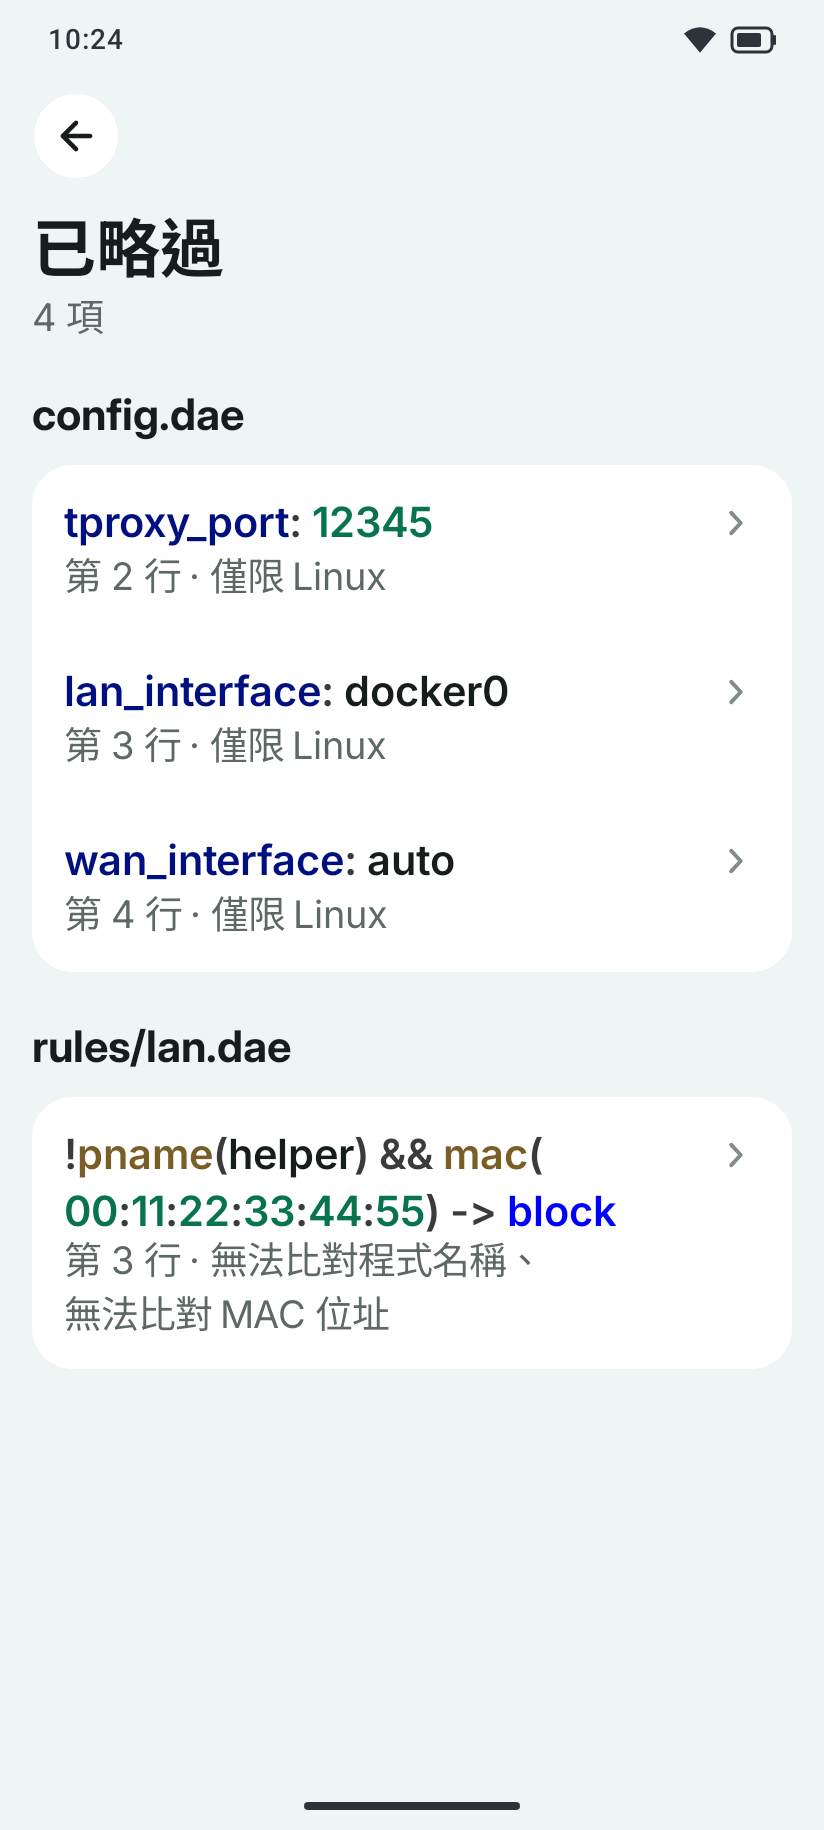 10:24
已略過
4 項
config.dae
tproxy_port: 12345
第 2 行 · 僅限 Linux
lan_interface: docker0
第 3 行 · 僅限 Linux
wan_interface: auto
第 4 行 · 僅限 Linux
rules/lan.dae
!pname(helper) && mac(
00:11:22:33:44:55) -> block
第 3 行 · 無法比對程式名稱、
無法比對 MAC 位址